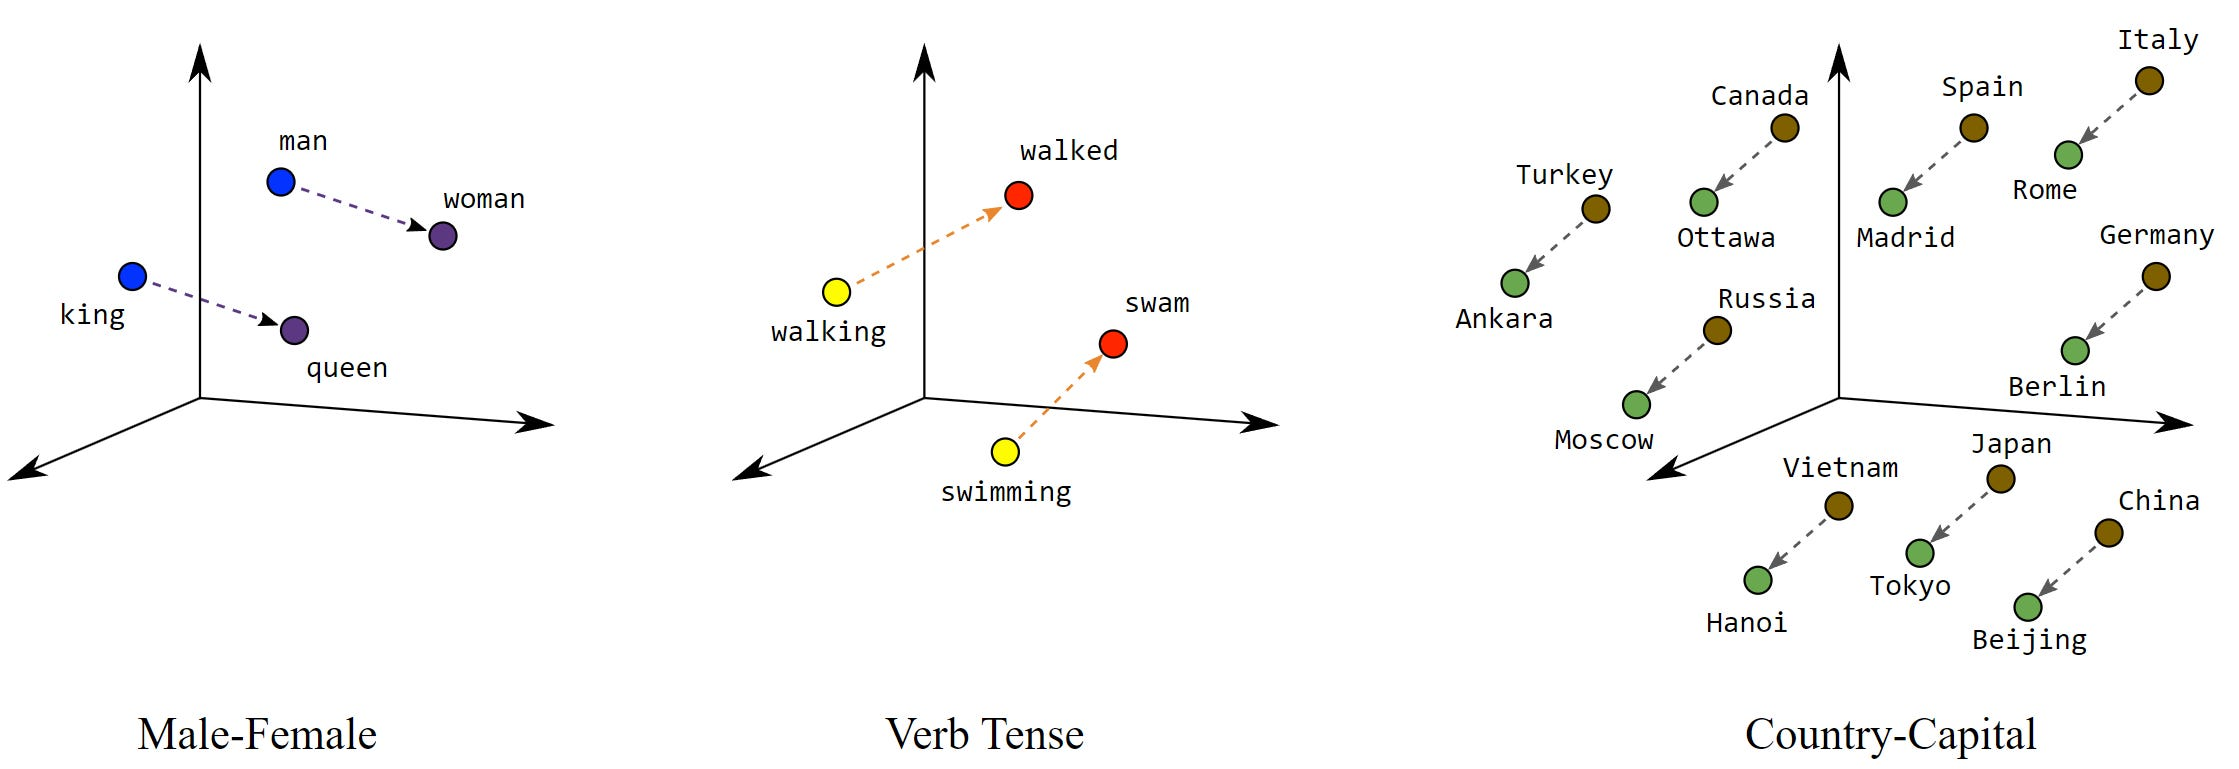 man
woman
king
queen
Male-Female
walked
walking
swam
swimming
Verb Tense
Italy
Spain
Canada
Turkey
Rome
Ottawa
Madrid
Germany
Russia
Ankara
Berlin
Moscow
Japan
Vietnam
China
Tokyo
Hanoi
Beijing
Country-Capital